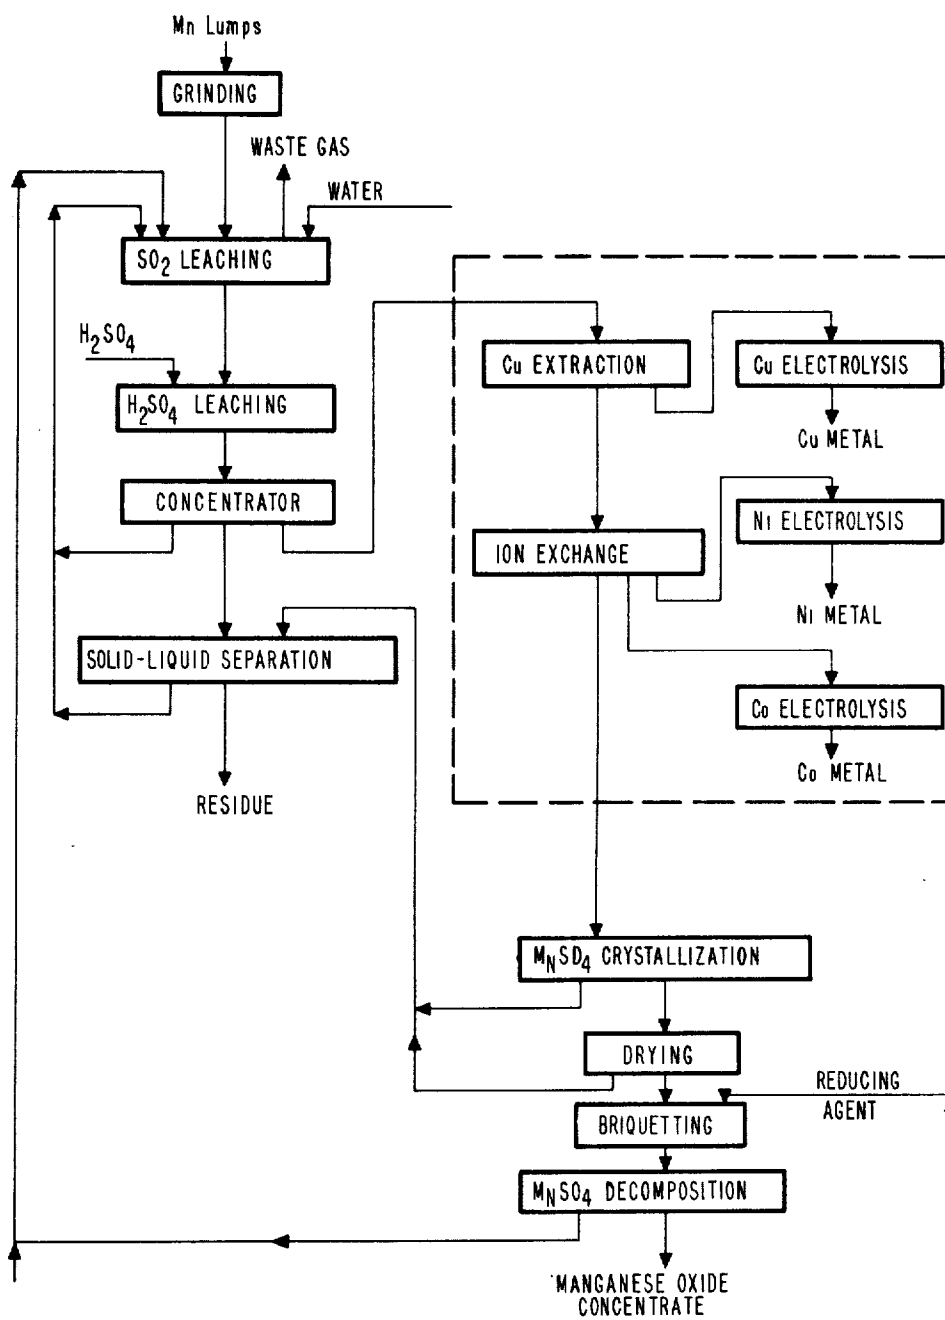 Mn Lumps
GRINDING
WASTE GAS
WATER
SO2 LEACHING
H2SO4
H2SO4 LEACHING
CONCENTRATOR
SOLID-LIQUID SEPARATION
RESIDUE
Cu EXTRACTION
Cu ELECTROLYSIS
Cu METAL
ION EXCHANGE
Ni ELECTROLYSIS
Ni METAL
Co ELECTROLYSIS
Co METAL
MNSD4 CRYSTALLIZATION
DRYING
REDUCING
AGENT
BRIQUETTING
MNSO4 DECOMPOSITION
MANGANESE OXIDE
CONCENTRATE